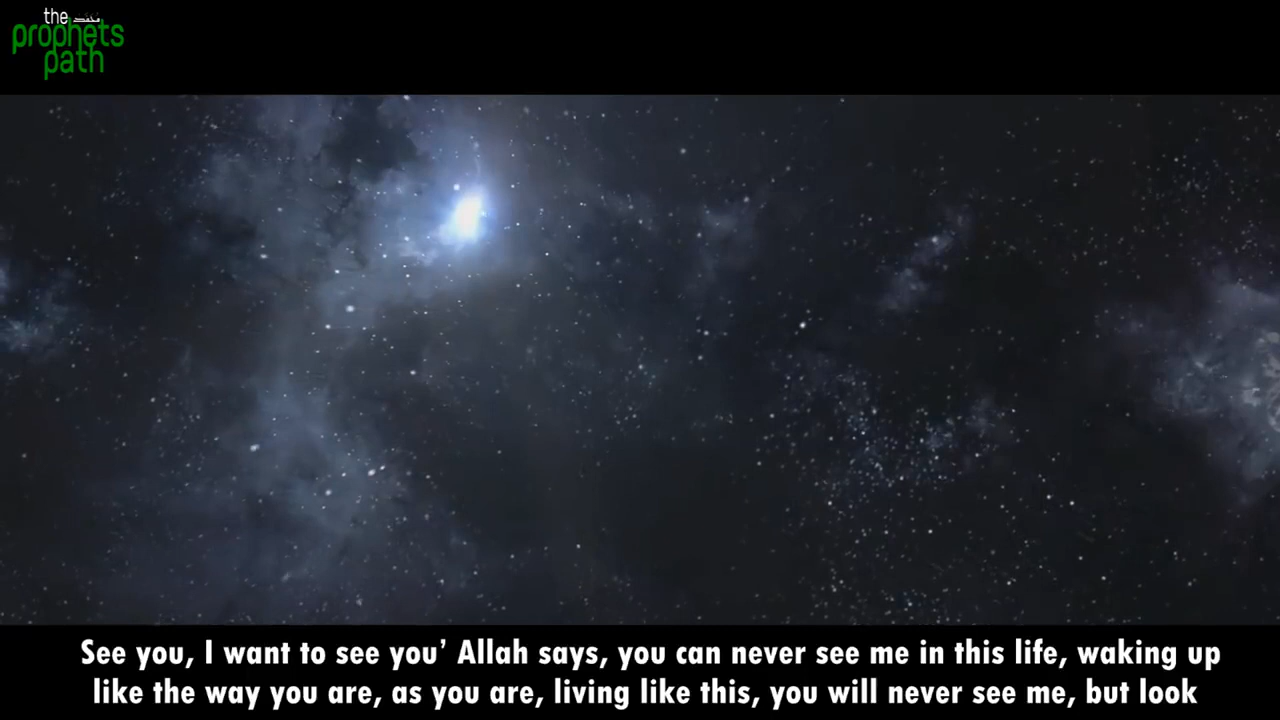 the محمد
prophets
path
See you, I want to see you’ Allah says, you can never see me in this life, waking up
like the way you are, as you are, living like this, you will never see me, but look